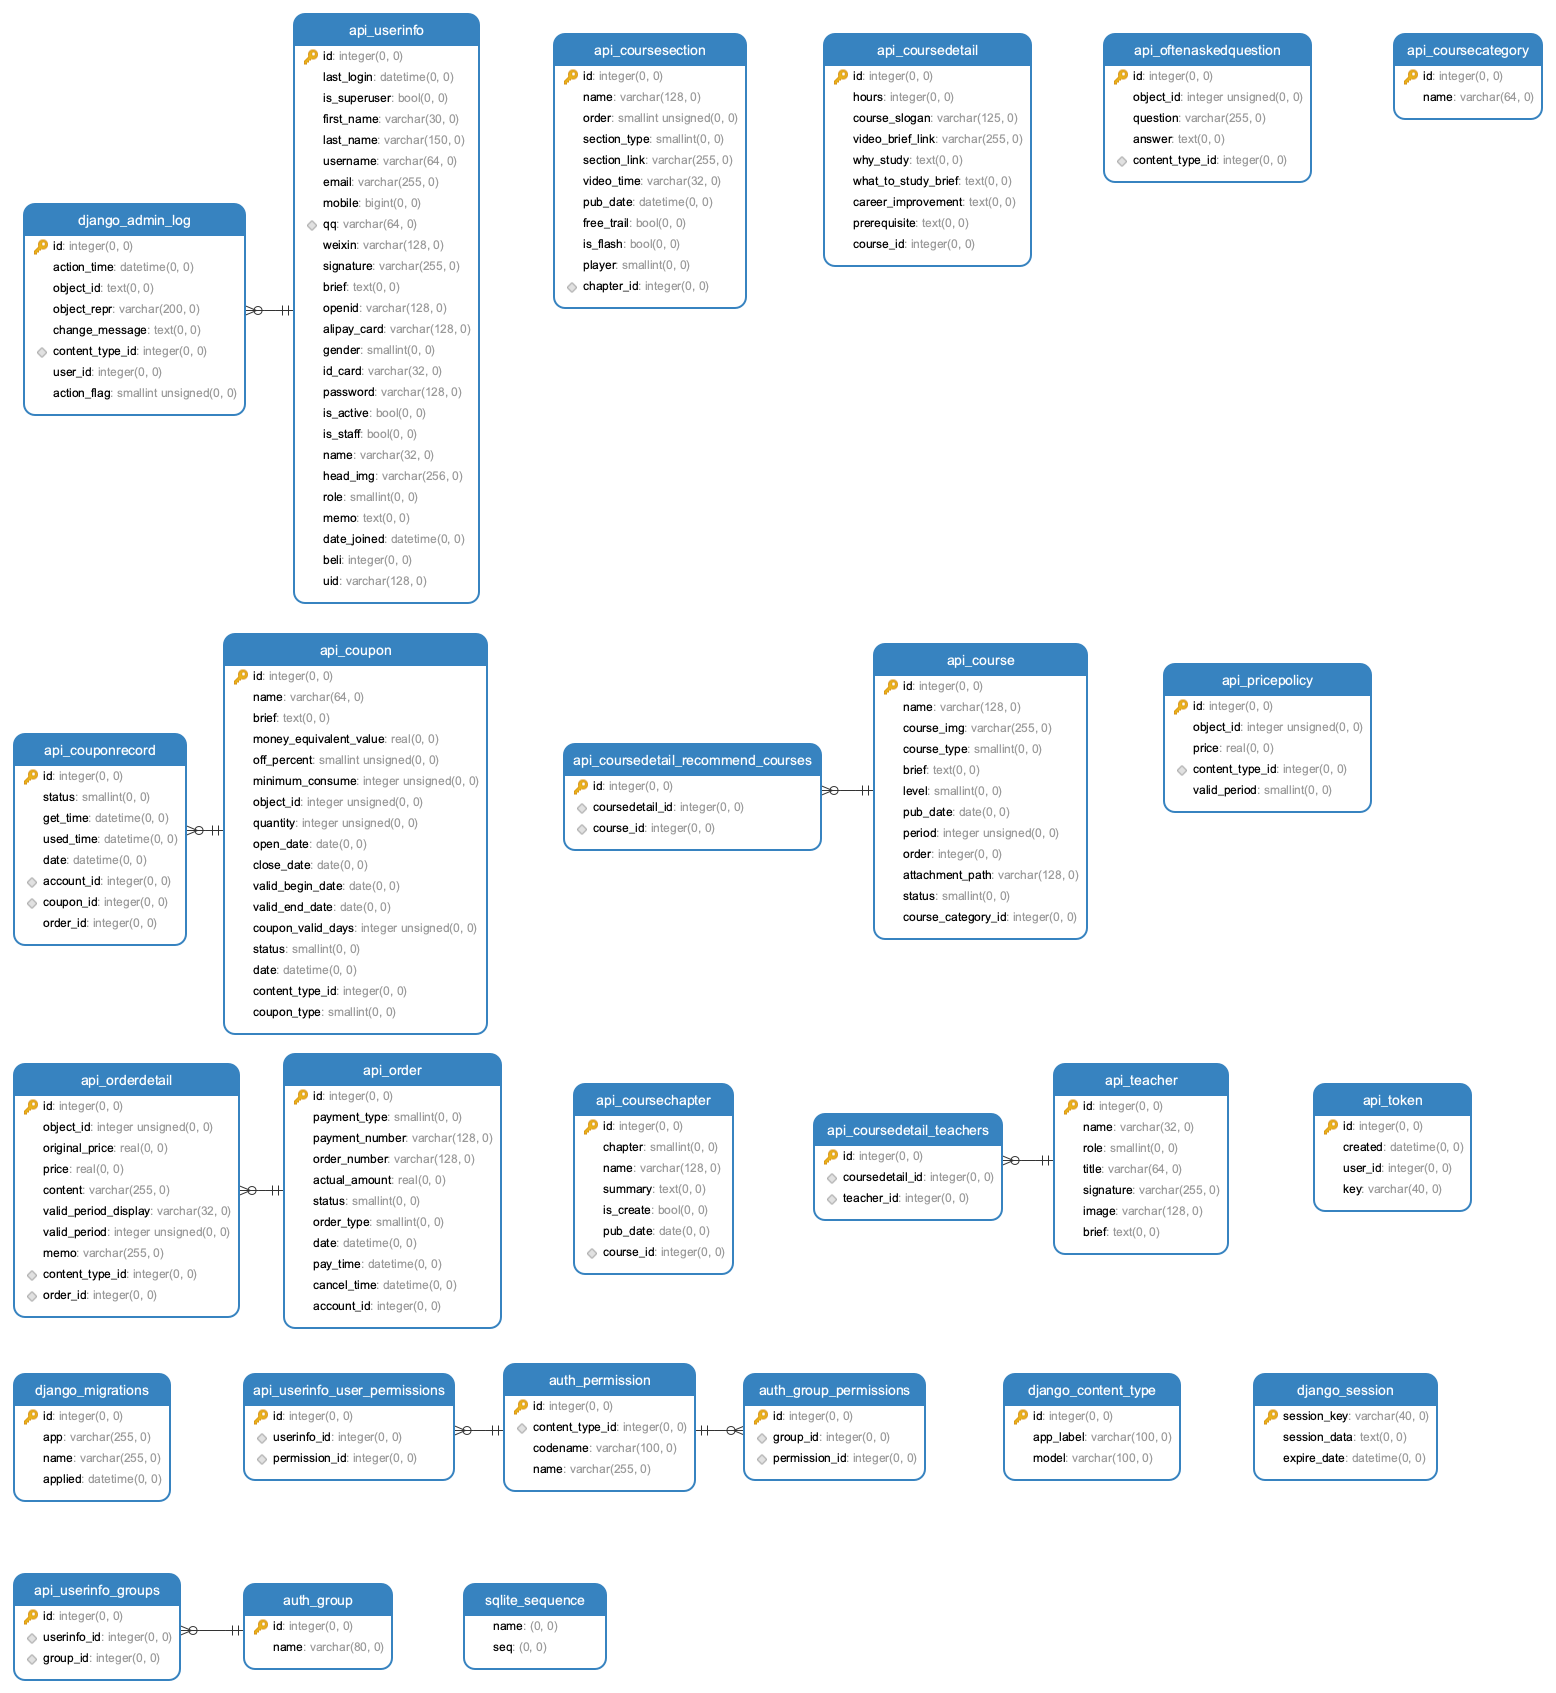 api_userinfo
id: integer(0, 0)
last_login: datetime(0, 0)
is_superuser: bool(0, 0)
first_name: varchar(30, 0)
last_name: varchar(150, 0)
username: varchar(64, 0)
email: varchar(255, 0)
mobile: bigint(0, 0)
qq: varchar(64, 0)
weixin: varchar(128, 0)
signature: varchar(255, 0)
brief: text(0, 0)
openid: varchar(128, 0)
alipay_card: varchar(128, 0)
gender: smallint(0, 0)
id_card: varchar(32, 0)
password: varchar(128, 0)
is_active: bool(0, 0)
is_staff: bool(0, 0)
name: varchar(32, 0)
head_img: varchar(256, 0)
role: smallint(0, 0)
memo: text(0, 0)
date_joined: datetime(0, 0)
beli: integer(0, 0)
uid: varchar(128, 0)
api_coursesection
id: integer(0, 0)
name: varchar(128, 0)
order: smallint unsigned(0, 0)
section_type: smallint(0, 0)
section_link: varchar(255, 0)
video_time: varchar(32, 0)
pub_date: datetime(0, 0)
free_trail: bool(0, 0)
is_flash: bool(0, 0)
player: smallint(0, 0)
chapter_id: integer(0, 0)
api_coursedetail
id: integer(0, 0)
hours: integer(0, 0)
course_slogan: varchar(125, 0)
video_brief_link: varchar(255, 0)
why_study: text(0, 0)
what_to_study_brief: text(0, 0)
career_improvement: text(0, 0)
prerequisite: text(0, 0)
course_id: integer(0, 0)
api_oftenaskedquestion
id: integer(0, 0)
object_id: integer unsigned(0, 0)
question: varchar(255, 0)
answer: text(0, 0)
content_type_id: integer(0, 0)
api_coursecategory
id: integer(0, 0)
name: varchar(64, 0)
django_admin_log
id: integer(0, 0)
action_time: datetime(0, 0)
object_id: text(0, 0)
object_repr: varchar(200, 0)
change_message: text(0, 0)
content_type_id: integer(0, 0)
user_id: integer(0, 0)
action_flag: smallint unsigned(0, 0)
api_couponrecord
id: integer(0, 0)
status: smallint(0, 0)
get_time: datetime(0, 0)
used_time: datetime(0, 0)
date: datetime(0, 0)
account_id: integer(0, 0)
coupon_id: integer(0, 0)
order_id: integer(0, 0)
api_coupon
id: integer(0, 0)
name: varchar(64, 0)
brief: text(0, 0)
money_equivalent_value: real(0, 0)
off_percent: smallint unsigned(0, 0)
minimum_consume: integer unsigned(0, 0)
object_id: integer unsigned(0, 0)
quantity: integer unsigned(0, 0)
open_date: date(0, 0)
close_date: date(0, 0)
valid_begin_date: date(0, 0)
valid_end_date: date(0, 0)
coupon_valid_days: integer unsigned(0, 0)
status: smallint(0, 0)
date: datetime(0, 0)
content_type_id: integer(0, 0)
coupon_type: smallint(0, 0)
api_coursedetail_recommend_courses
id: integer(0, 0)
coursedetail_id: integer(0, 0)
course_id: integer(0, 0)
api_course
id: integer(0, 0)
name: varchar(128, 0)
course_img: varchar(255, 0)
course_type: smallint(0, 0)
brief: text(0, 0)
level: smallint(0, 0)
pub_date: date(0, 0)
period: integer unsigned(0, 0)
order: integer(0, 0)
attachment_path: varchar(128, 0)
status: smallint(0, 0)
course_category_id: integer(0, 0)
api_pricepolicy
id: integer(0, 0)
object_id: integer unsigned(0, 0)
price: real(0, 0)
content_type_id: integer(0, 0)
valid_period: smallint(0, 0)
api_orderdetail
id: integer(0, 0)
object_id: integer unsigned(0, 0)
original_price: real(0, 0)
price: real(0, 0)
content: varchar(255, 0)
valid_period_display: varchar(32, 0)
valid_period: integer unsigned(0, 0)
memo: varchar(255, 0)
content_type_id: integer(0, 0)
order_id: integer(0, 0)
api_order
id: integer(0, 0)
payment_type: smallint(0, 0)
payment_number: varchar(128, 0)
order_number: varchar(128, 0)
actual_amount: real(0, 0)
status: smallint(0, 0)
order_type: smallint(0, 0)
date: datetime(0, 0)
pay_time: datetime(0, 0)
cancel_time: datetime(0, 0)
account_id: integer(0, 0)
api_coursechapter
id: integer(0, 0)
chapter: smallint(0, 0)
name: varchar(128, 0)
summary: text(0, 0)
is_create: bool(0, 0)
pub_date: date(0, 0)
course_id: integer(0, 0)
api_coursedetail_teachers
id: integer(0, 0)
coursedetail_id: integer(0, 0)
teacher_id: integer(0, 0)
api_teacher
id: integer(0, 0)
name: varchar(32, 0)
role: smallint(0, 0)
title: varchar(64, 0)
signature: varchar(255, 0)
image: varchar(128, 0)
brief: text(0, 0)
api_token
id: integer(0, 0)
created: datetime(0, 0)
user_id: integer(0, 0)
key: varchar(40, 0)
django_migrations
id: integer(0, 0)
app: varchar(255, 0)
name: varchar(255, 0)
applied: datetime(0, 0)
api_userinfo_user_permissions
id: integer(0, 0)
userinfo_id: integer(0, 0)
permission_id: integer(0, 0)
auth_permission
id: integer(0, 0)
content_type_id: integer(0, 0)
codename: varchar(100, 0)
name: varchar(255, 0)
auth_group_permissions
id: integer(0, 0)
group_id: integer(0, 0)
permission_id: integer(0, 0)
django_content_type
id: integer(0, 0)
app_label: varchar(100, 0)
model: varchar(100, 0)
django_session
session_key: varchar(40, 0)
session_data: text(0, 0)
expire_date: datetime(0, 0)
api_userinfo_groups
id: integer(0, 0)
userinfo_id: integer(0, 0)
group_id: integer(0, 0)
auth_group
id: integer(0, 0)
name: varchar(80, 0)
sqlite_sequence
name: (0, 0)
seq: (0, 0)